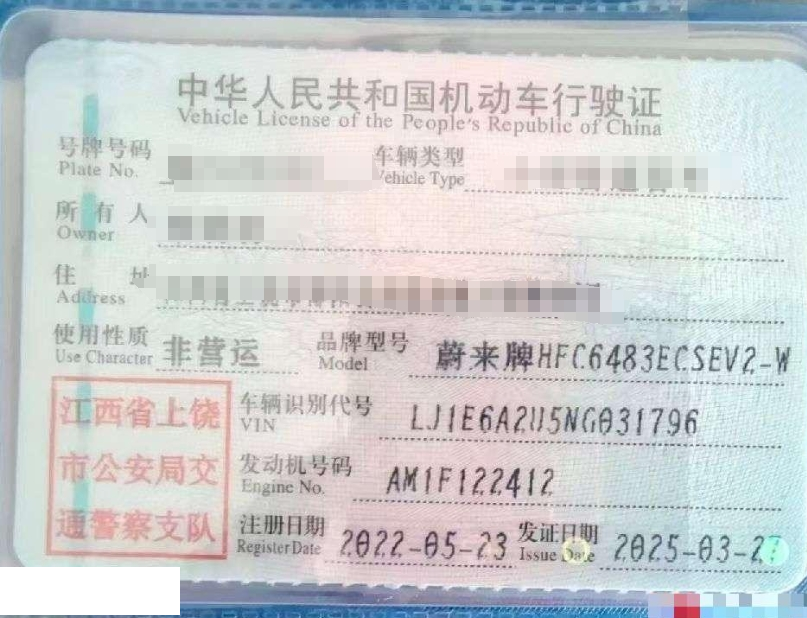 中华人民共和国机动车行驶证
Vehicle License of the People's Republic of China
号牌号码 车辆类型
Plate No. Vehicle Type
所有人
Owner
住 址
Address
使用性质 非营运 品牌型号 蔚来牌HFC6483ECSEV2-W
Use Character Model
江西省上饶 车辆识别代号 LJ1E6A2U5NG031796
VIN
市公安局交 发动机号码 AM1F122412
Engine No.
通警察支队 注册日期 2022-05-23 发证日期 2025-03-27
Register Date Issue Date